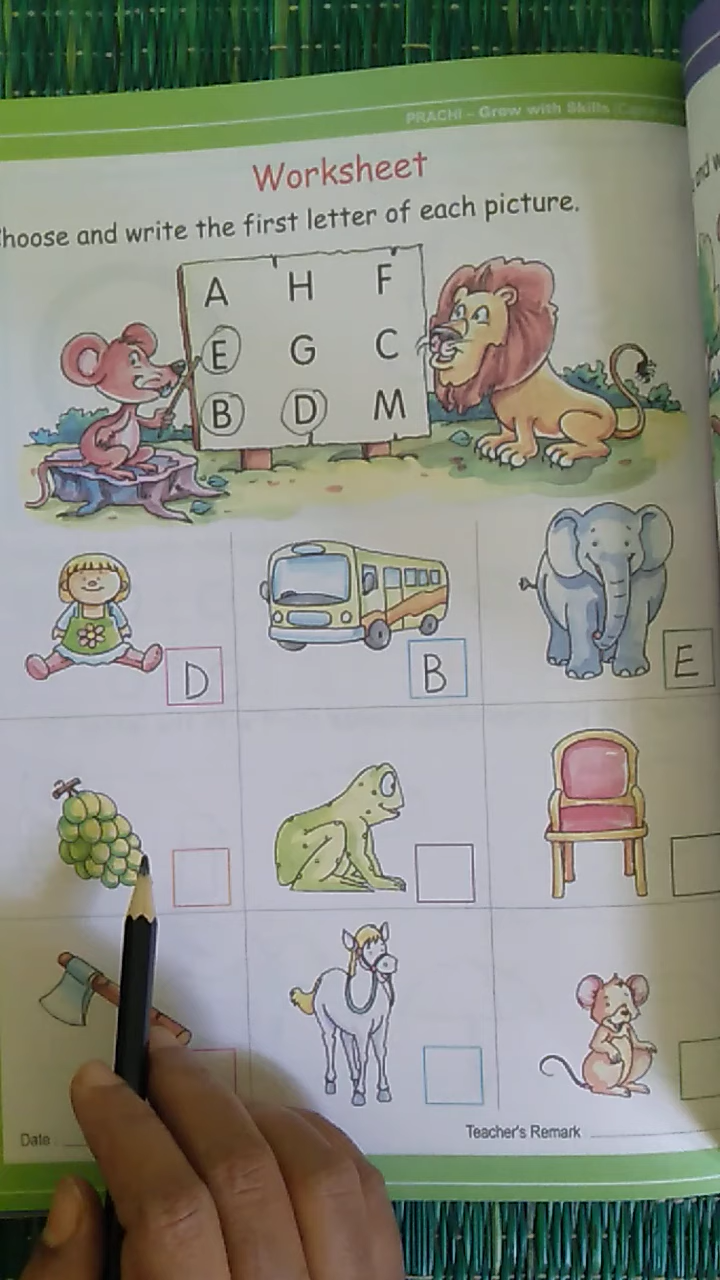 PRACHI - Grow with Skills
Worksheet
hoose and write the first letter of each picture.
A H F
E G C
B D M
D B E
Date
Teacher's Remark